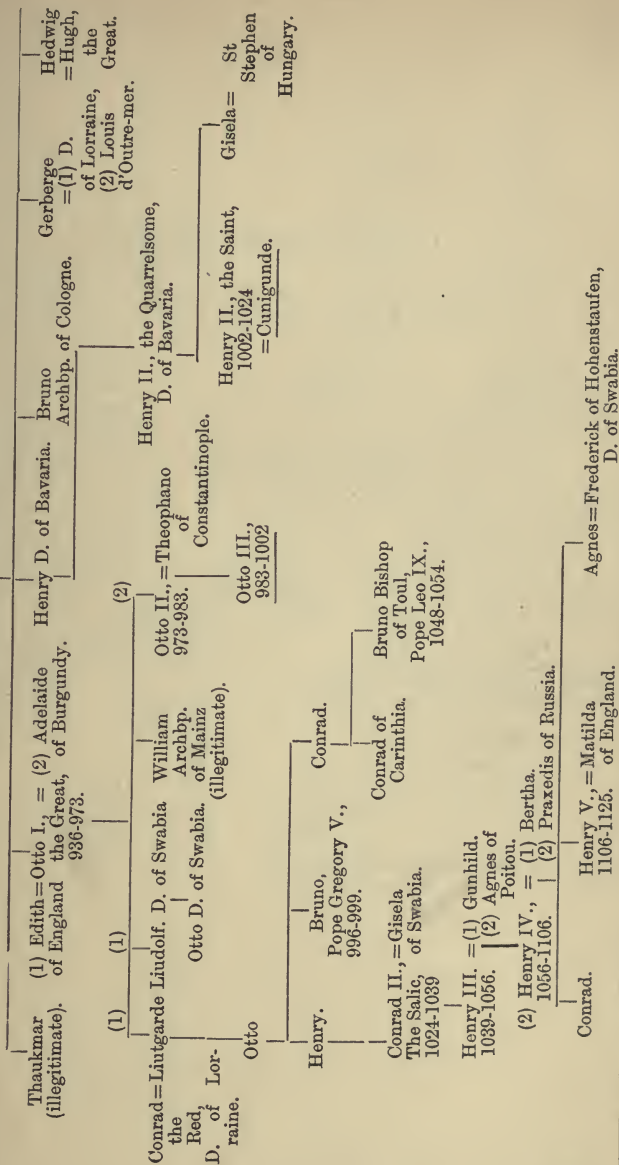 Thaukmar
(illegitimate).
(1) Edith=Otto I., = (2) Adelaide
of England the Great, of Burgundy.
936-973.
Henry D. of Bavaria.
Bruno
Archbp. of Cologne.
Gerberge
=(1) D.
of Lorraine,
(2) Louis
d'Outre-mer.
Hedwig
=Hugh,
the
Great.
(1)
(1)
(2)
Conrad=Liutgarde
the
Red,
D. of Lor-
raine.
Liudolf. D. of Swabia
Otto D. of Swabia.
William
Archbp.
of Mainz
(illegitimate).
Otto II.,=Theophano
973-983. of
Constantinople.
Otto III.,
983-1002
Henry II., the Quarrelsome,
D. of Bavaria.
Henry II., the Saint,
1002-1024
=Cunigunde.
Gisela= St
Stephen
of
Hungary.
Otto
Henry.
Bruno,
Pope Gregory V.,
996-999.
Conrad.
Conrad II.,=Gisela
The Salic, of Swabia.
1024-1039
Conrad of
Carinthia.
Bruno Bishop
of Toul,
Pope Leo IX.,
1048-1054.
Henry III. =(1) Gunhild.
1039-1056. (2) Agnes of
Poitou.
(2) Henry IV., = (1) Bertha.
1056-1106. (2) Praxedis of Russia.
Conrad.
Henry V.,=Matilda
1106-1125. of England.
Agnes=Frederick of Hohenstaufen,
D. of Swabia.